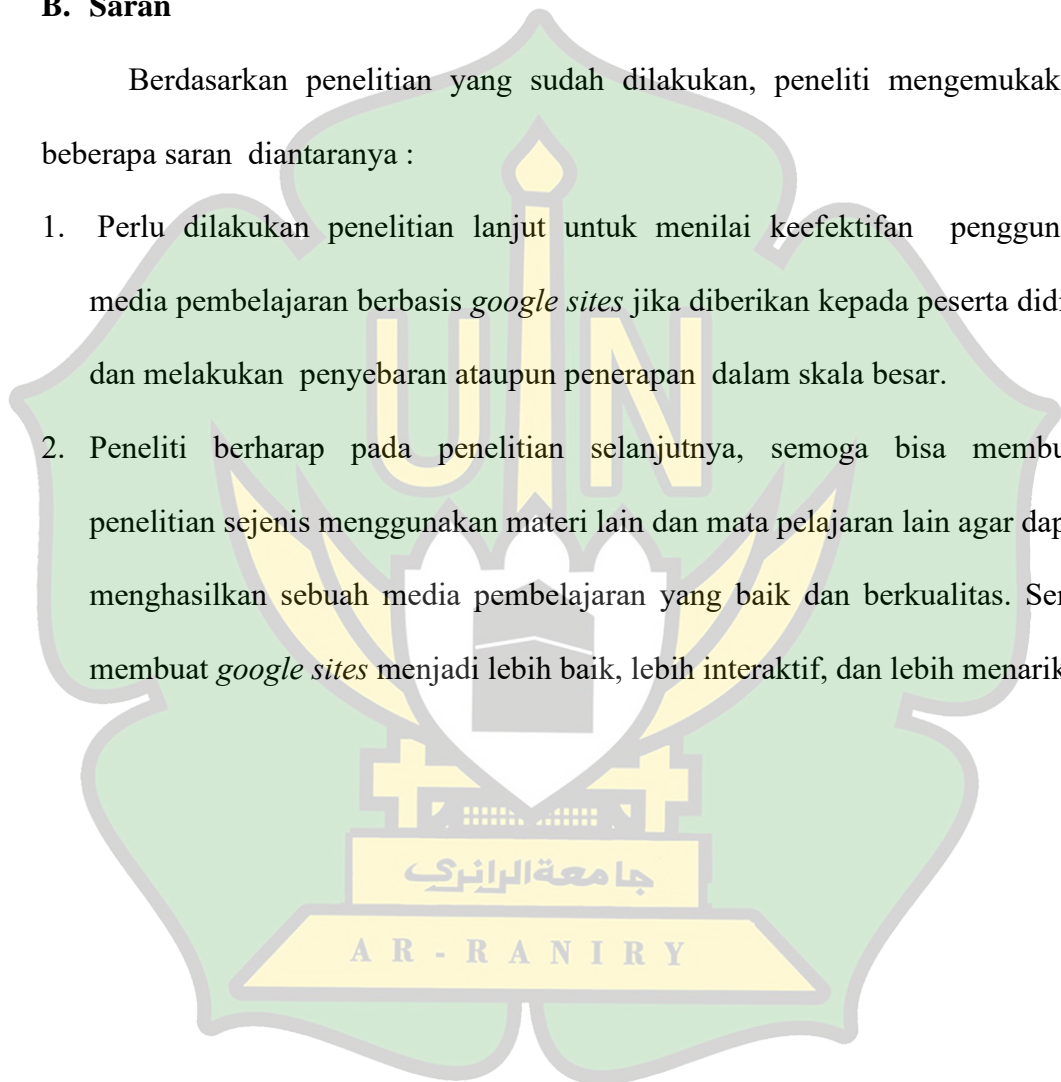 B. Saran
Berdasarkan penelitian yang sudah dilakukan, peneliti mengemukak
beberapa saran diantaranya :
1. Perlu dilakukan penelitian lanjut untuk menilai keefektifan penggun
media pembelajaran berbasis google sites jika diberikan kepada peserta didi
dan melakukan penyebaran ataupun penerapan dalam skala besar.
2. Peneliti berharap pada penelitian selanjutnya, semoga bisa membu
penelitian sejenis menggunakan materi lain dan mata pelajaran lain agar dap
menghasilkan sebuah media pembelajaran yang baik dan berkualitas. Ser
membuat google sites menjadi lebih baik, lebih interaktif, dan lebih menarik
UIN
جامعة الرانري
AR-RANIRY